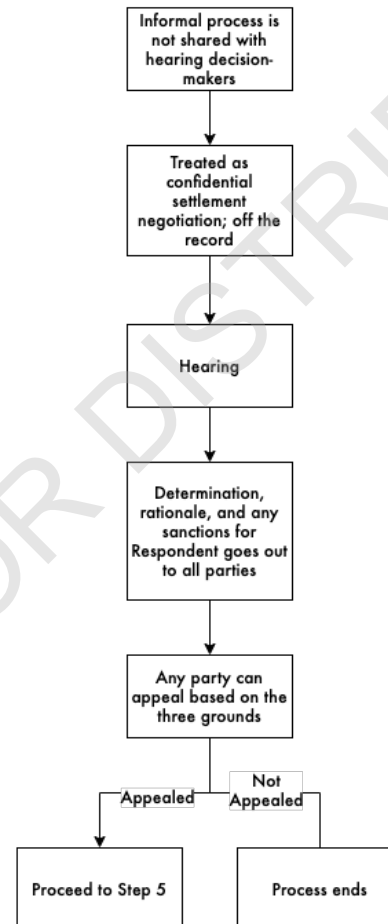 Informal process is
not shared with
hearing decision-
makers
Treated as
confidential
settlement
negotiation; off the
record
Hearing
Determination,
rationale, and any
sanctions for
Respondent goes out
to all parties
Any party can
appeal based on the
three grounds
Appealed
Not
Appealed
Proceed to Step 5
Process ends
OR DISTRI